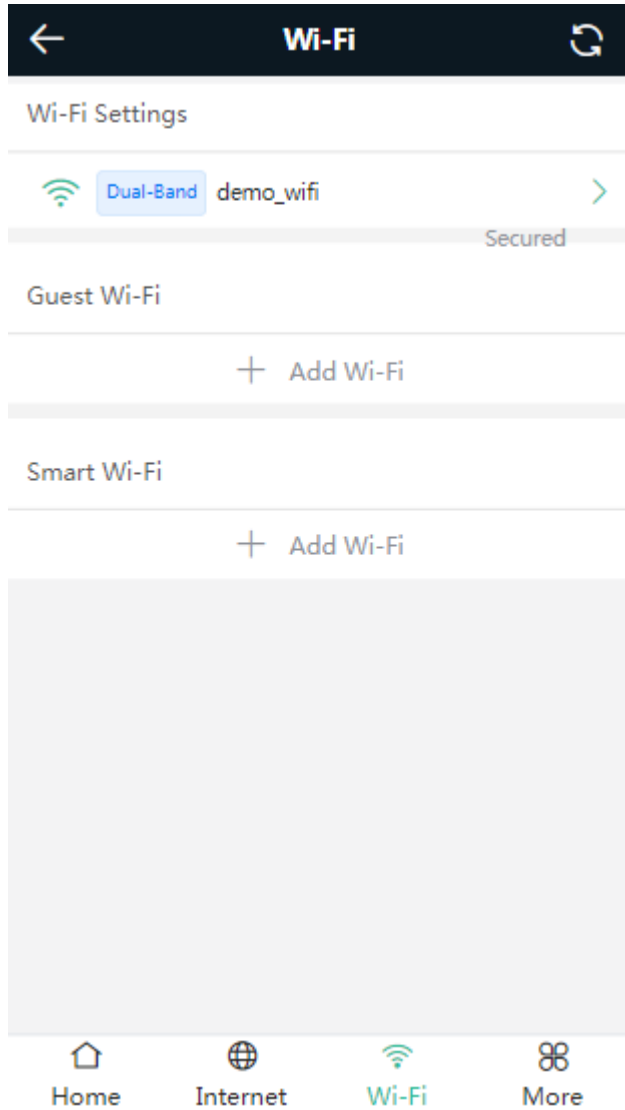 Wi-Fi
Wi-Fi Settings
Dual-Band demo_wifi
Secured
Guest Wi-Fi
Add Wi-Fi
Smart Wi-Fi
Add Wi-Fi
Home Internet Wi-Fi More